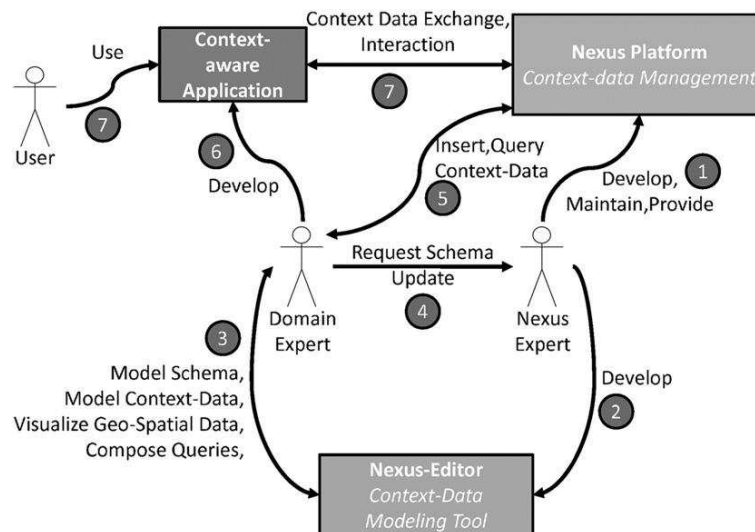 Context-
aware
Application
Context Data Exchange,
Interaction
7
Nexus Platform
Context-data Management
Use
7
User
6
Develop
Insert,Query
Context-Data
5
1
Develop,
Maintain,Provide
Request Schema
Update
4
Domain
Expert
Nexus
Expert
3
Model Schema,
Model Context-Data,
Visualize Geo-Spatial Data,
Compose Queries,
Develop
2
Nexus-Editor
Context-Data
Modeling Tool